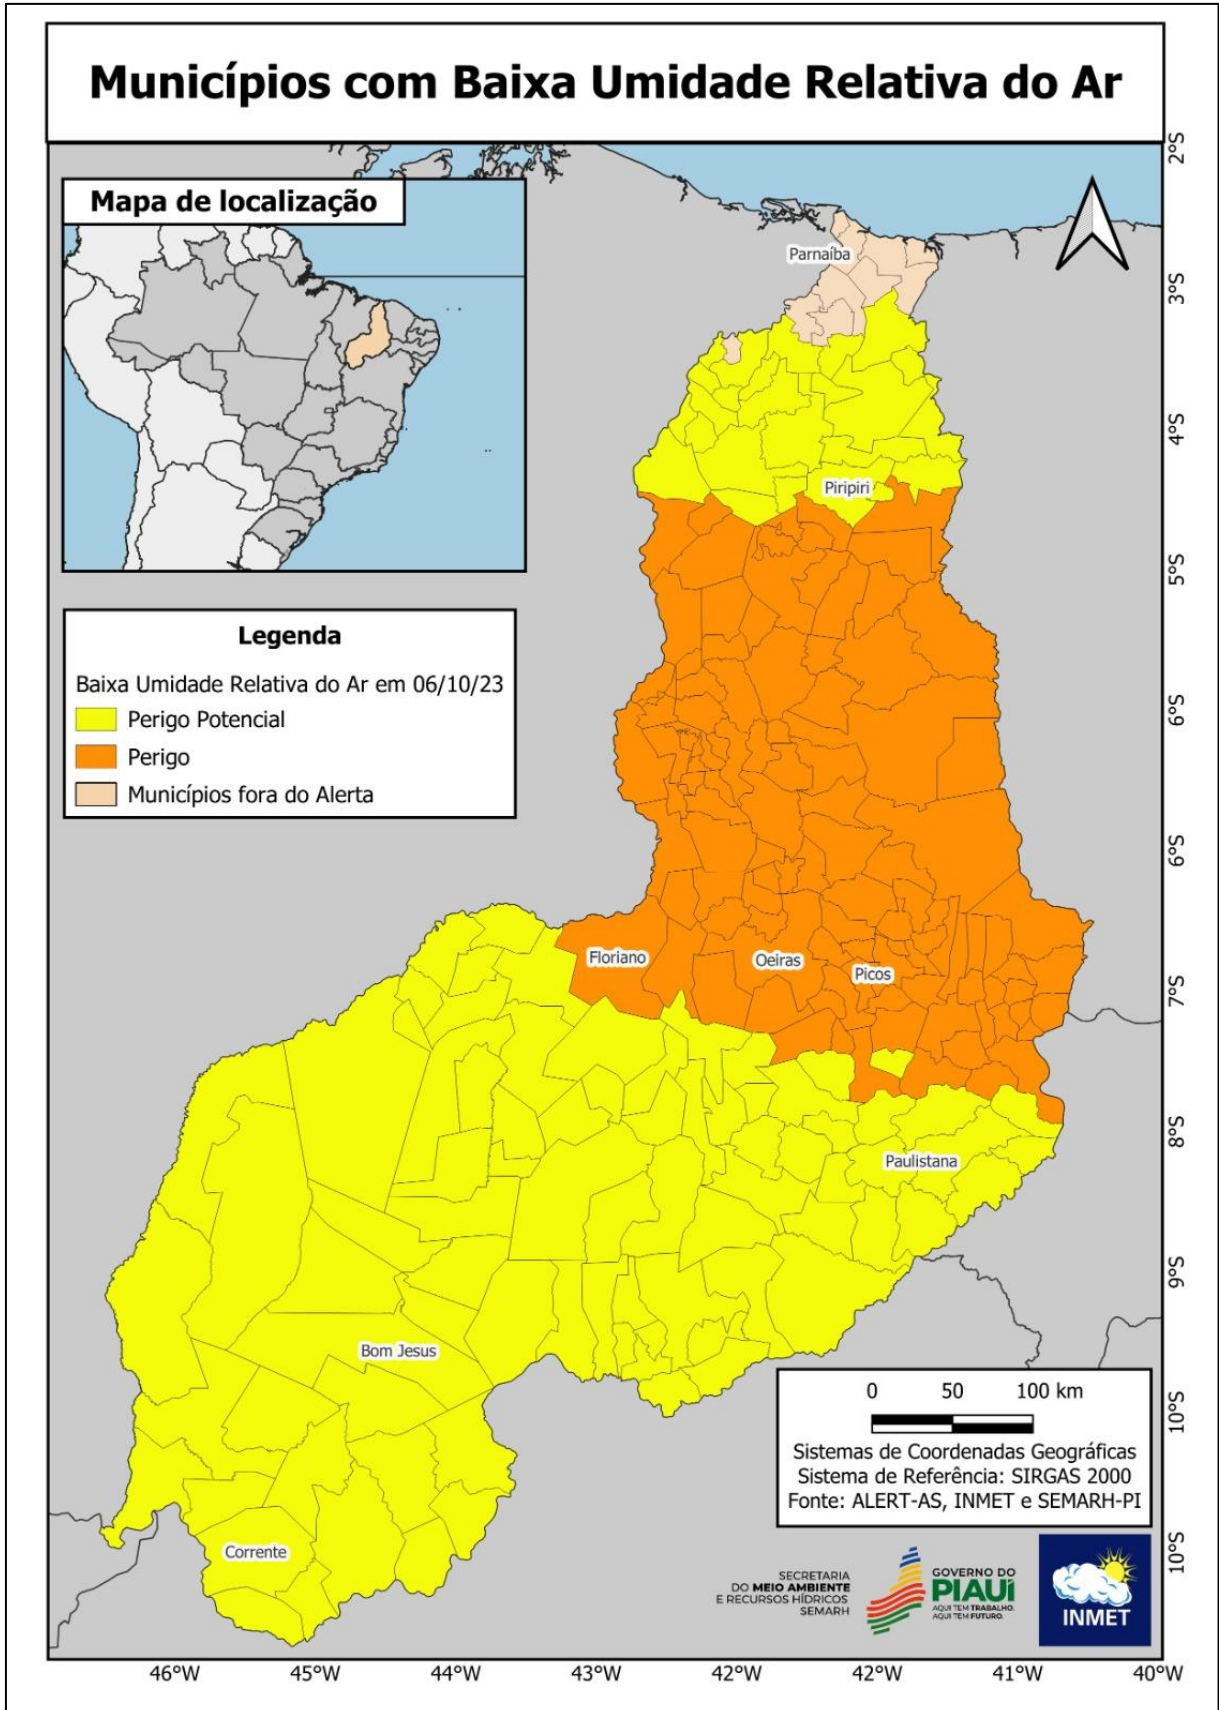 Municípios com Baixa Umidade Relativa do Ar
Mapa de localização
Legenda
Baixa Umidade Relativa do Ar em 06/10/23
Perigo Potencial
Perigo
Municípios fora do Alerta
Parnaíba
Piripiri
Floriano
Oeiras
Picos
Paulistana
Bom Jesus
Corrente
2°S
3°S
4°S
5°S
6°S
6°S
7°S
8°S
9°S
10°S
10°S
0 50 100 km
Sistemas de Coordenadas Geográficas
Sistema de Referência: SIRGAS 2000
Fonte: ALERT-AS, INMET e SEMARH-PI
SECRETARIA
DO MEIO AMBIENTE
E RECURSOS HÍDRICOS
SEMARH
GOVERNO DO
PIAUÍ
AQUI TEM TRABALHO.
AQUI TEM FUTURO.
INMET
46°W 45°W 44°W 43°W 42°W 42°W 41°W 40°W